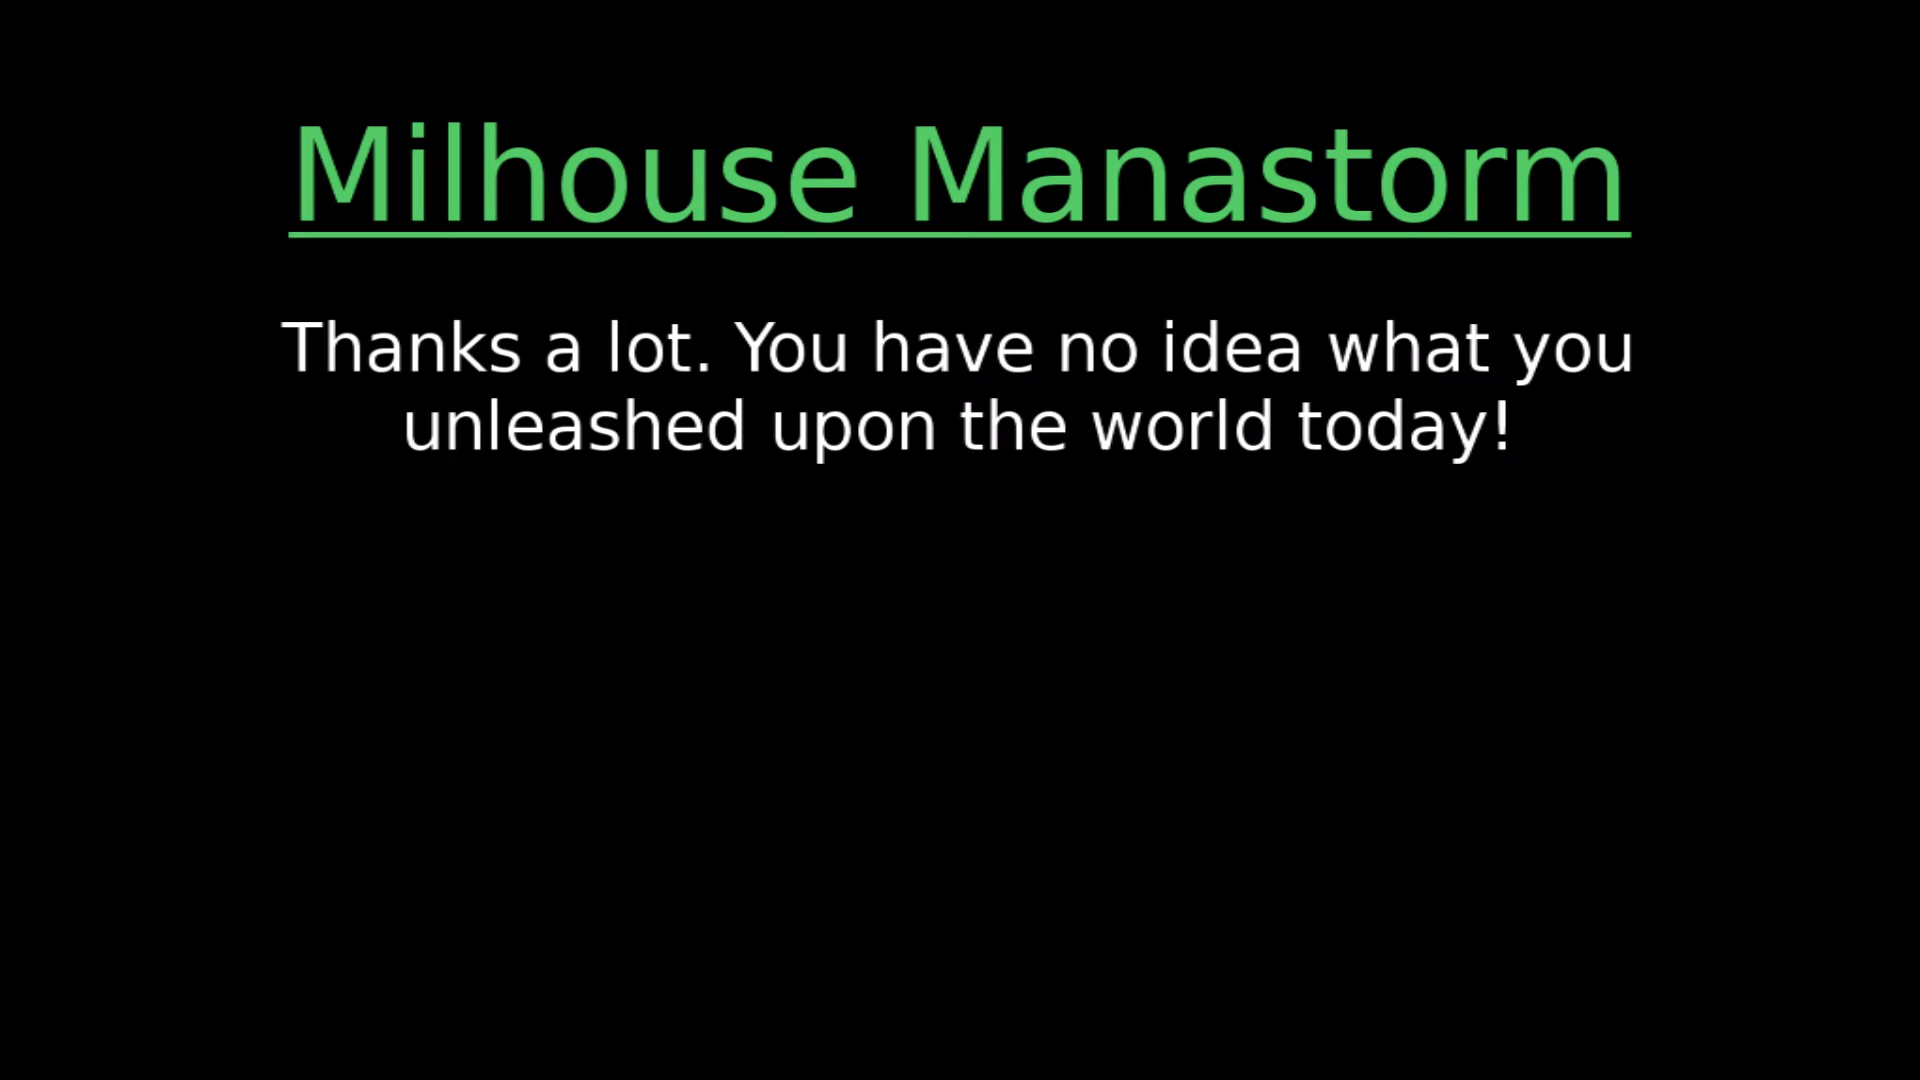 Milhouse Manastorm
Thanks a lot. You have no idea what you
unleashed upon the world today!